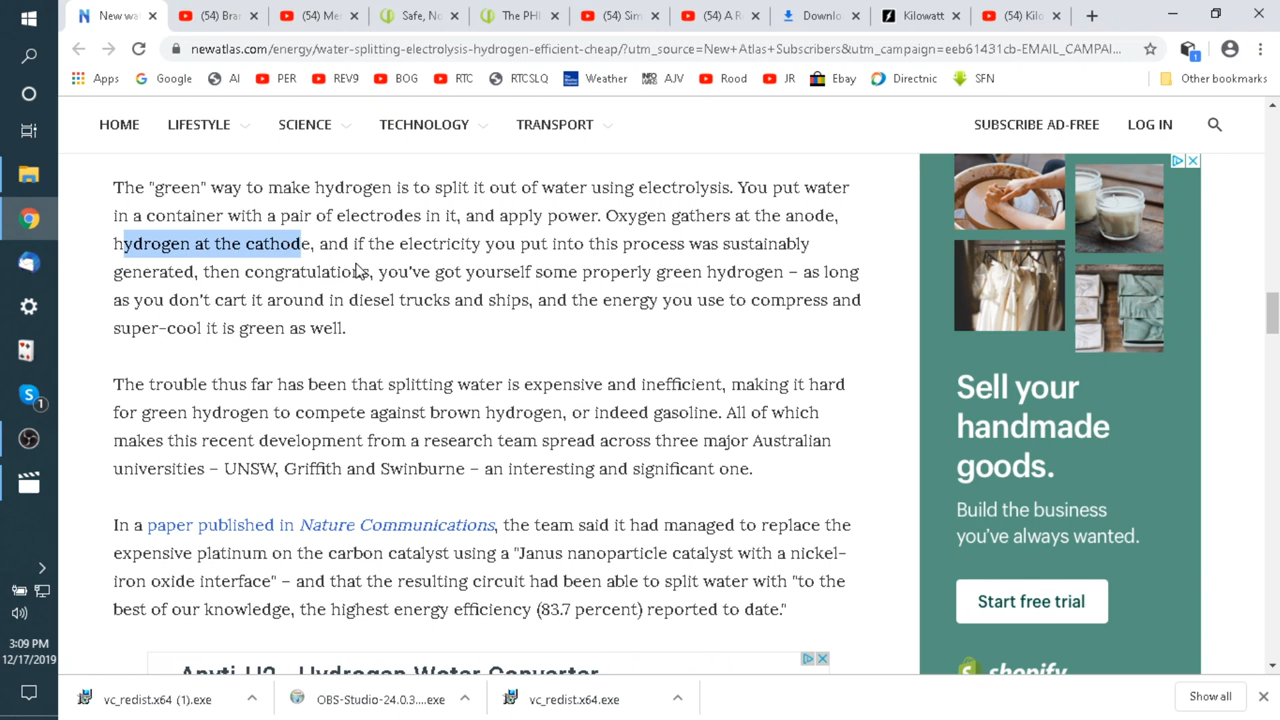 New wat
(54) Bran
(54) Mer
Safe, No
The PHI
(54) Sim
(54) A R
Downlo
Kilowatt
(54) Kilo
newatlas.com/energy/water-splitting-electrolysis-hydrogen-efficient-cheap/?utm_source=New+Atlas+Subscribers&utm_campaign=eeb61431cb-EMAIL_CAMPAI...
Apps Google AI PER REV9 BOG RTC RTCSLQ Weather AJV Rood JR Ebay Directnic SFN Other bookmarks
HOME LIFESTYLE SCIENCE TECHNOLOGY TRANSPORT SUBSCRIBE AD-FREE LOG IN
The "green" way to make hydrogen is to split it out of water using electrolysis. You put water
in a container with a pair of electrodes in it, and apply power. Oxygen gathers at the anode,
hydrogen at the cathode, and if the electricity you put into this process was sustainably
generated, then congratulations, you've got yourself some properly green hydrogen – as long
as you don't cart it around in diesel trucks and ships, and the energy you use to compress and
super-cool it is green as well.
The trouble thus far has been that splitting water is expensive and inefficient, making it hard
for green hydrogen to compete against brown hydrogen, or indeed gasoline. All of which
makes this recent development from a research team spread across three major Australian
universities – UNSW, Griffith and Swinburne – an interesting and significant one.
In a paper published in Nature Communications, the team said it had managed to replace the
expensive platinum on the carbon catalyst using a "Janus nanoparticle catalyst with a nickel-
iron oxide interface" – and that the resulting circuit had been able to split water with "to the
best of our knowledge, the highest energy efficiency (83.7 percent) reported to date."
Sell your
handmade
goods.
Build the business
you've always wanted.
Start free trial
shopify
Hydrogen Water Converter
1
3:09 PM
12/17/2019
vc_redist.x64 (1).exe
OBS-Studio-24.0.3....exe
vc_redist.x64.exe
Show all